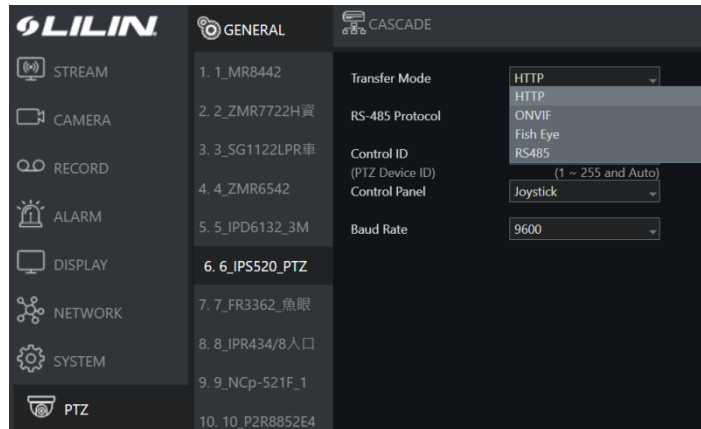 LILIN
GENERAL
CASCADE
STREAM
CAMERA
RECORD
ALARM
DISPLAY
NETWORK
SYSTEM
PTZ
1. 1_MR8442
2. 2_ZMR7722H資
3. 3_SG1122LPR車
4. 4_ZMR6542
5. 5_IPD6132_3M
6. 6_IPS520_PTZ
7. 7_FR3362_魚眼
8. 8_IPR434/8入口
9. 9_NCp-521F_1
10. 10_P2R8852E4
Transfer Mode
HTTP
HTTP
ONVIF
Fish Eye
RS485
RS-485 Protocol
Control ID
(PTZ Device ID)
(1 ~ 255 and Auto)
Control Panel
Joystick
Baud Rate
9600